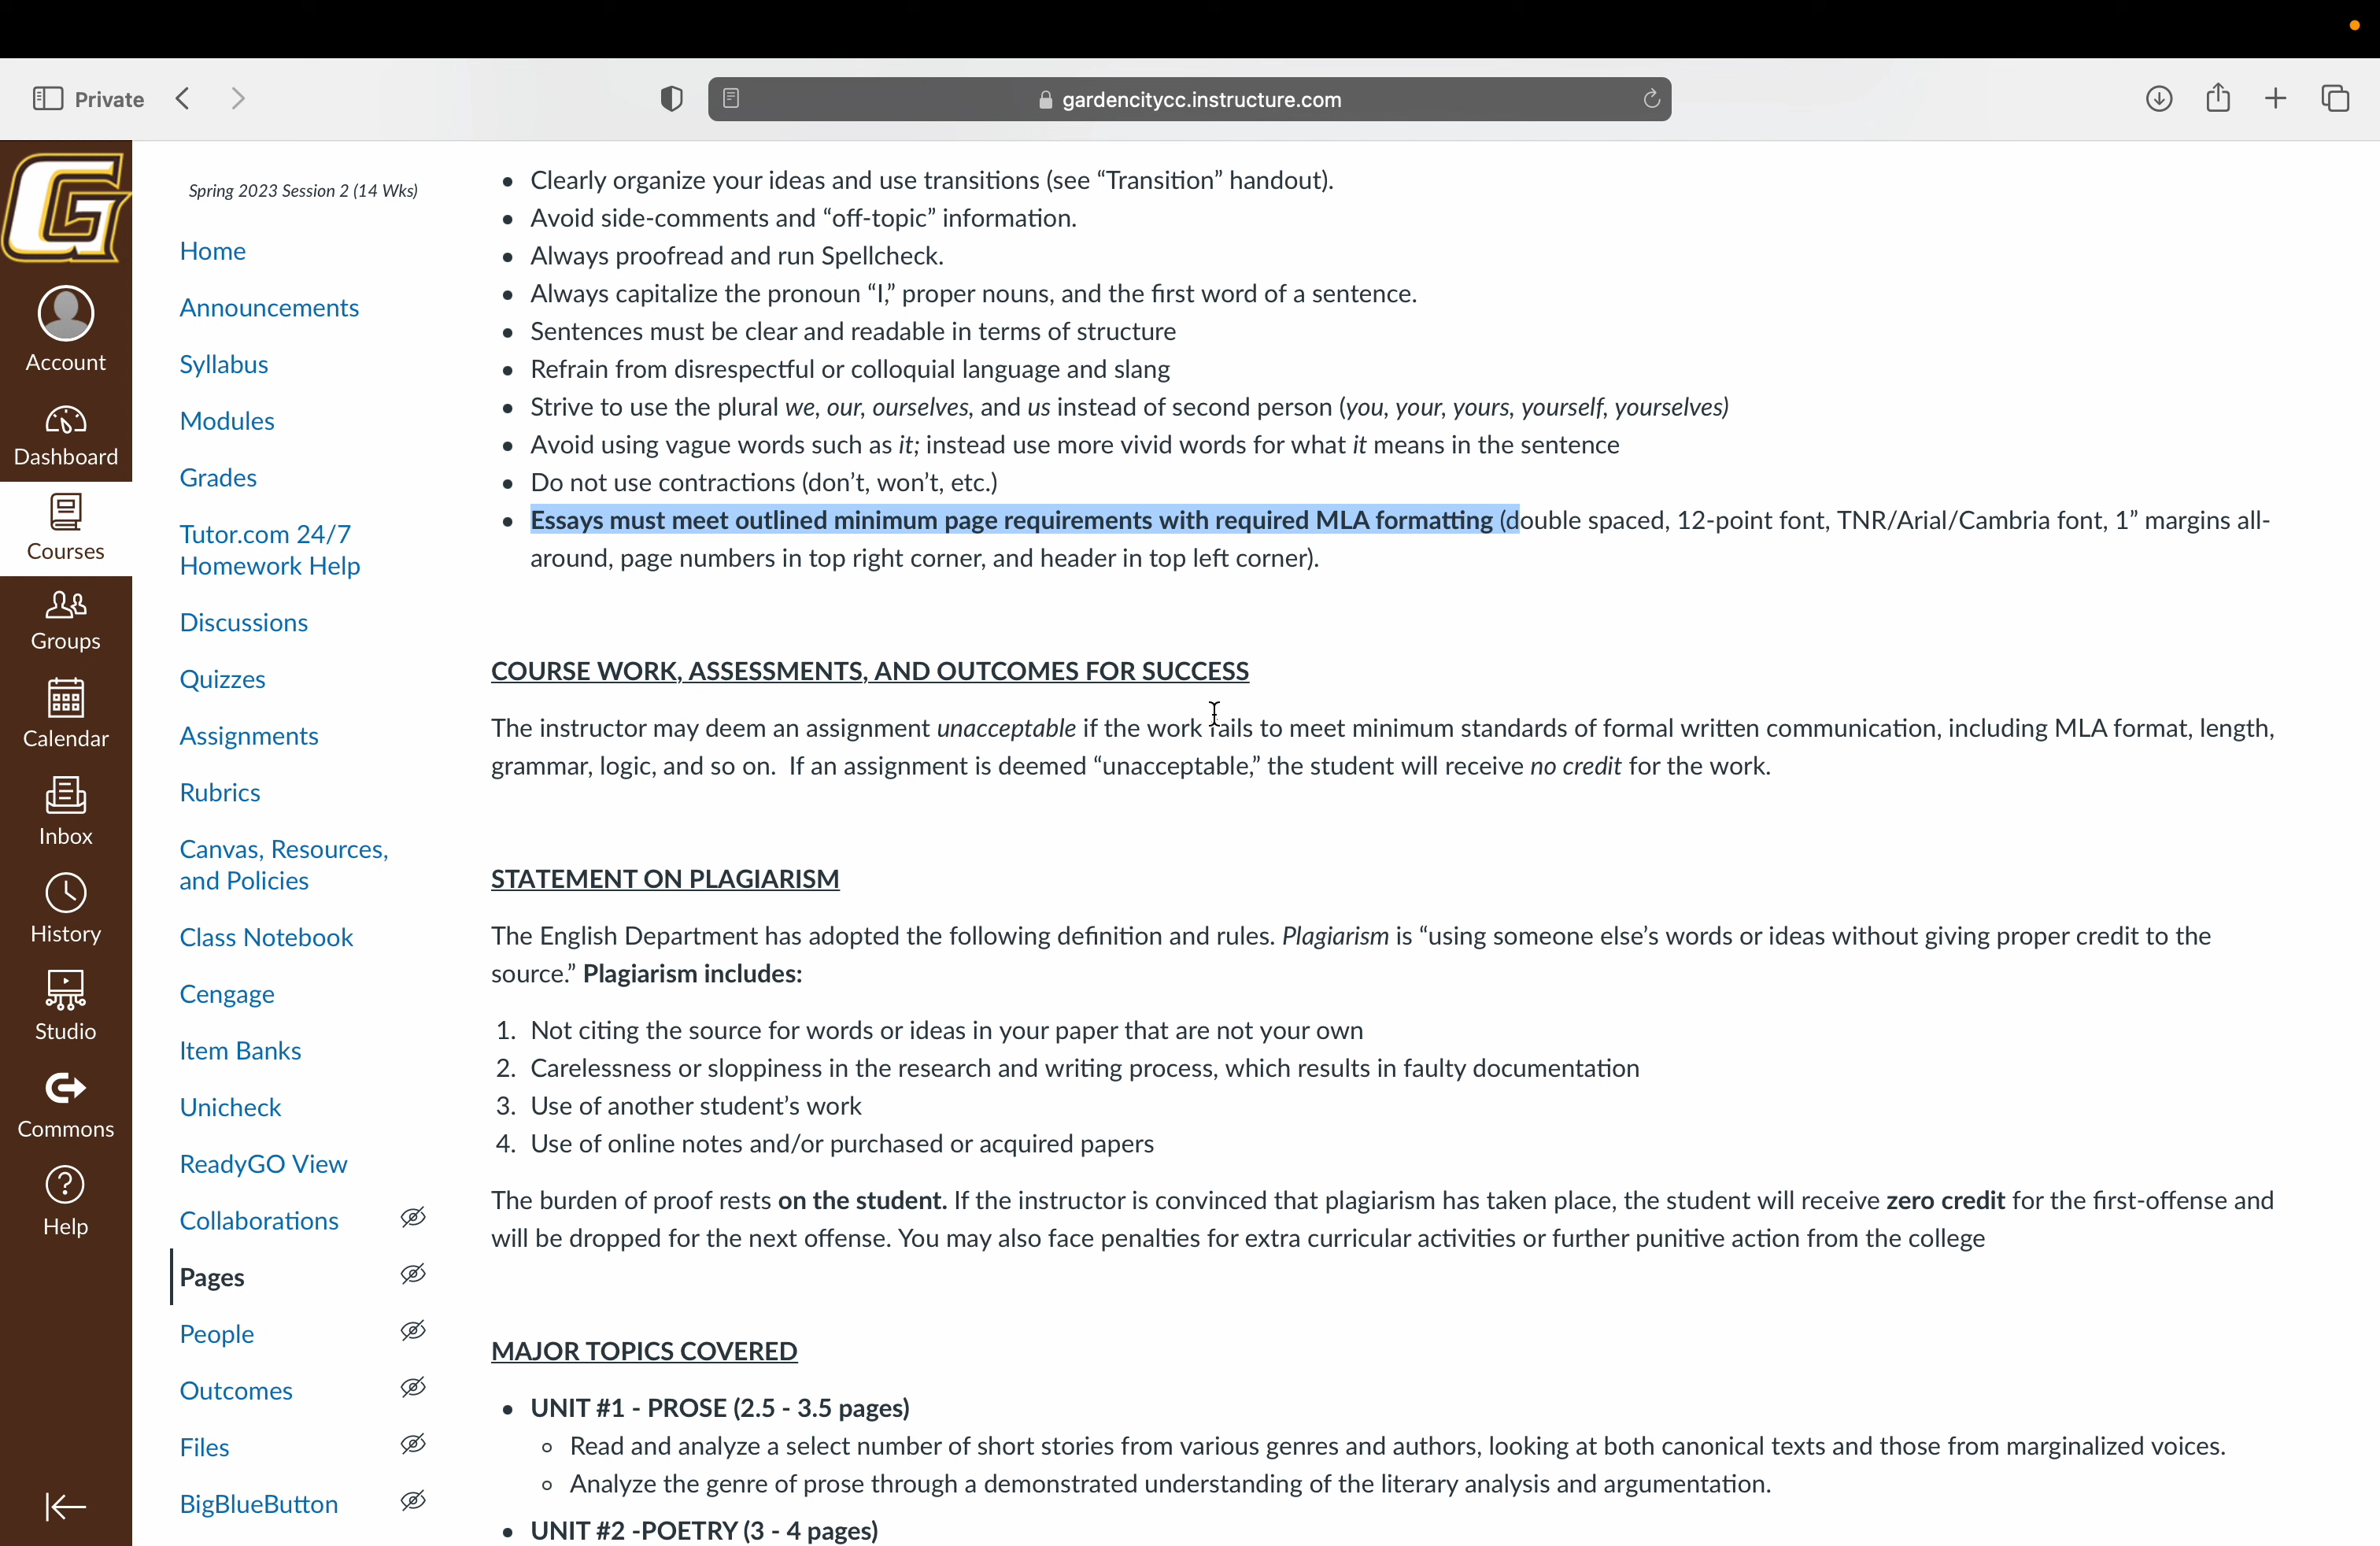 Private
gardencitycc.instructure.com
G
Account
Dashboard
Courses
Groups
Calendar
Inbox
History
Studio
Commons
Help
Spring 2023 Session 2 (14 Wks)
Home
Announcements
Syllabus
Modules
Grades
Tutor.com 24/7
Homework Help
Discussions
Quizzes
Assignments
Rubrics
Canvas, Resources,
and Policies
Class Notebook
Cengage
Item Banks
Unicheck
ReadyGO View
Collaborations
Pages
People
Outcomes
Files
BigBlueButton
• Clearly organize your ideas and use transitions (see “Transition” handout).
• Avoid side-comments and “off-topic” information.
• Always proofread and run Spellcheck.
• Always capitalize the pronoun “I,” proper nouns, and the first word of a sentence.
• Sentences must be clear and readable in terms of structure
• Refrain from disrespectful or colloquial language and slang
• Strive to use the plural we, our, ourselves, and us instead of second person (you, your, yours, yourself, yourselves)
• Avoid using vague words such as it; instead use more vivid words for what it means in the sentence
• Do not use contractions (don’t, won’t, etc.)
• Essays must meet outlined minimum page requirements with required MLA formatting (double spaced, 12-point font, TNR/Arial/Cambria font, 1” margins all-
around, page numbers in top right corner, and header in top left corner).
COURSE WORK, ASSESSMENTS, AND OUTCOMES FOR SUCCESS
The instructor may deem an assignment unacceptable if the work fails to meet minimum standards of formal written communication, including MLA format, length,
grammar, logic, and so on.  If an assignment is deemed “unacceptable,” the student will receive no credit for the work.
STATEMENT ON PLAGIARISM
The English Department has adopted the following definition and rules. Plagiarism is “using someone else’s words or ideas without giving proper credit to the
source.” Plagiarism includes:
1. Not citing the source for words or ideas in your paper that are not your own
2. Carelessness or sloppiness in the research and writing process, which results in faulty documentation
3. Use of another student’s work
4. Use of online notes and/or purchased or acquired papers
The burden of proof rests on the student. If the instructor is convinced that plagiarism has taken place, the student will receive zero credit for the first-offense and
will be dropped for the next offense. You may also face penalties for extra curricular activities or further punitive action from the college
MAJOR TOPICS COVERED
• UNIT #1 - PROSE (2.5 - 3.5 pages)
◦ Read and analyze a select number of short stories from various genres and authors, looking at both canonical texts and those from marginalized voices.
◦ Analyze the genre of prose through a demonstrated understanding of the literary analysis and argumentation.
• UNIT #2 -POETRY (3 - 4 pages)